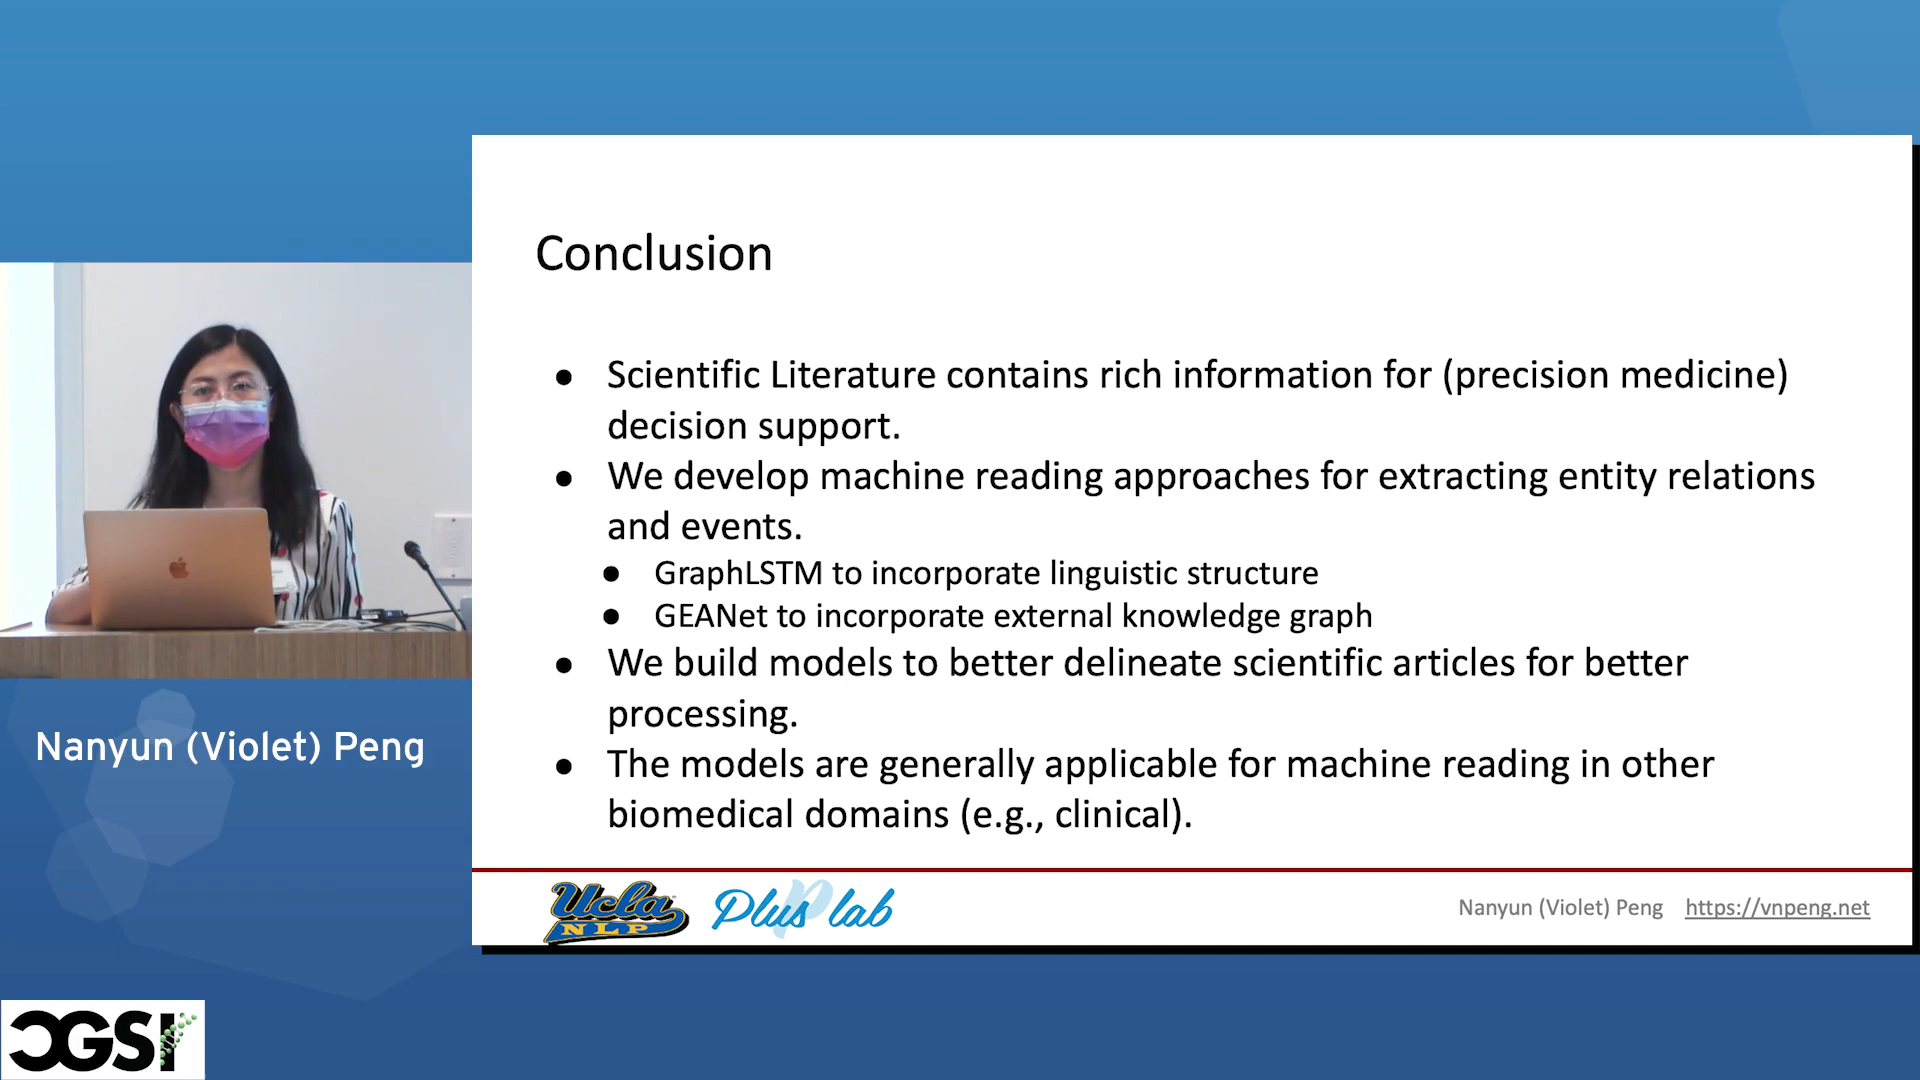 Conclusion
● Scientific Literature contains rich information for (precision medicine)
decision support.
● We develop machine reading approaches for extracting entity relations
and events.
● GraphLSTM to incorporate linguistic structure
● GEANet to incorporate external knowledge graph
● We build models to better delineate scientific articles for better
processing.
● The models are generally applicable for machine reading in other
biomedical domains (e.g., clinical).
Ucla
NLP
Plus lab
Nanyun (Violet) Peng https://vnpeng.net
Nanyun (Violet) Peng
CGSI